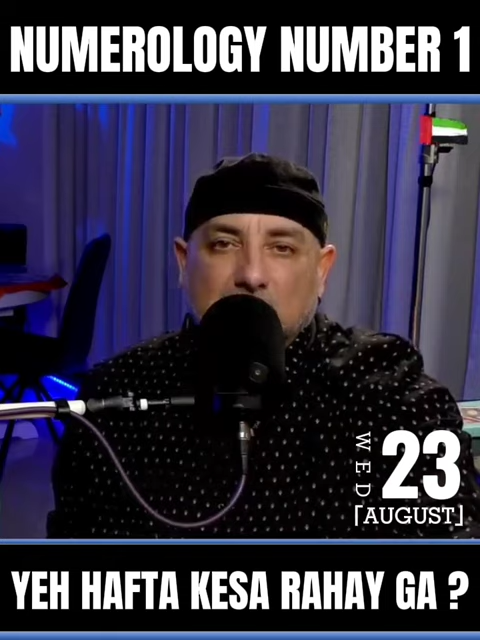 NUMEROLOGY NUMBER 1
WED
23
[AUGUST]
YEH HAFTA KESA RAHAY GA ?